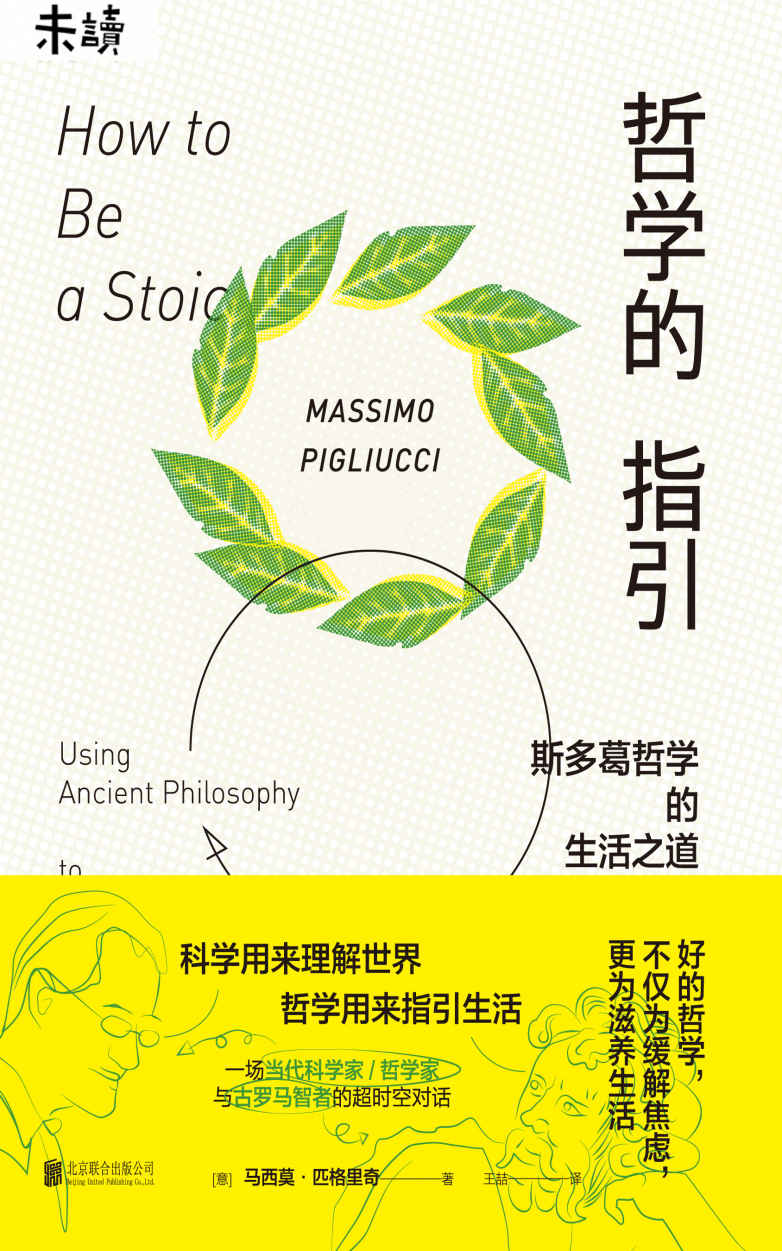 未讀
How to
Be
a Stoic
哲学的 指引
MASSIMO
PIGLIUCCI
Using
Ancient Philosophy
to
斯多葛哲学
的
生活之道
科学用来理解世界
哲学用来指引生活
一场当代科学家 / 哲学家
与古罗马智者的超时空对话
好的哲学，
不仅为缓解焦虑，
更为滋养生活
北京联合出版公司
Beijing United Publishing Co.,Ltd.
[意] 马西莫·匹格里奇————著 王喆————译